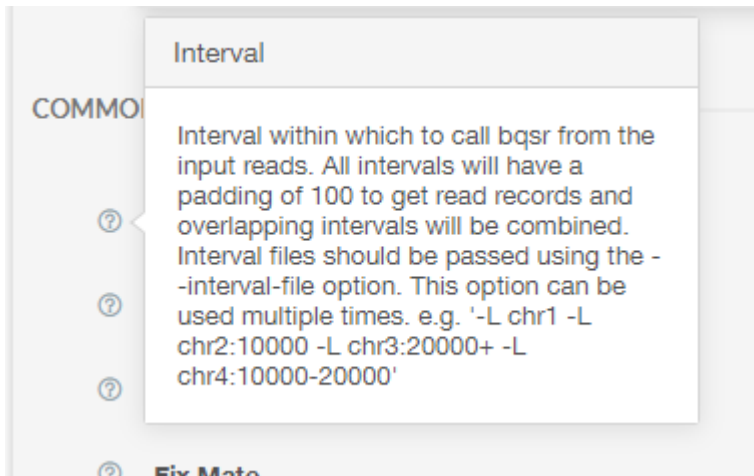 Interval
COMMO
Interval within which to call bqsr from the
input reads. All intervals will have a
padding of 100 to get read records and
overlapping intervals will be combined.
Interval files should be passed using the -
-interval-file option. This option can be
used multiple times. e.g. '-L chr1 -L
chr2:10000 -L chr3:20000+ -L
chr4:10000-20000'
Fix Mate